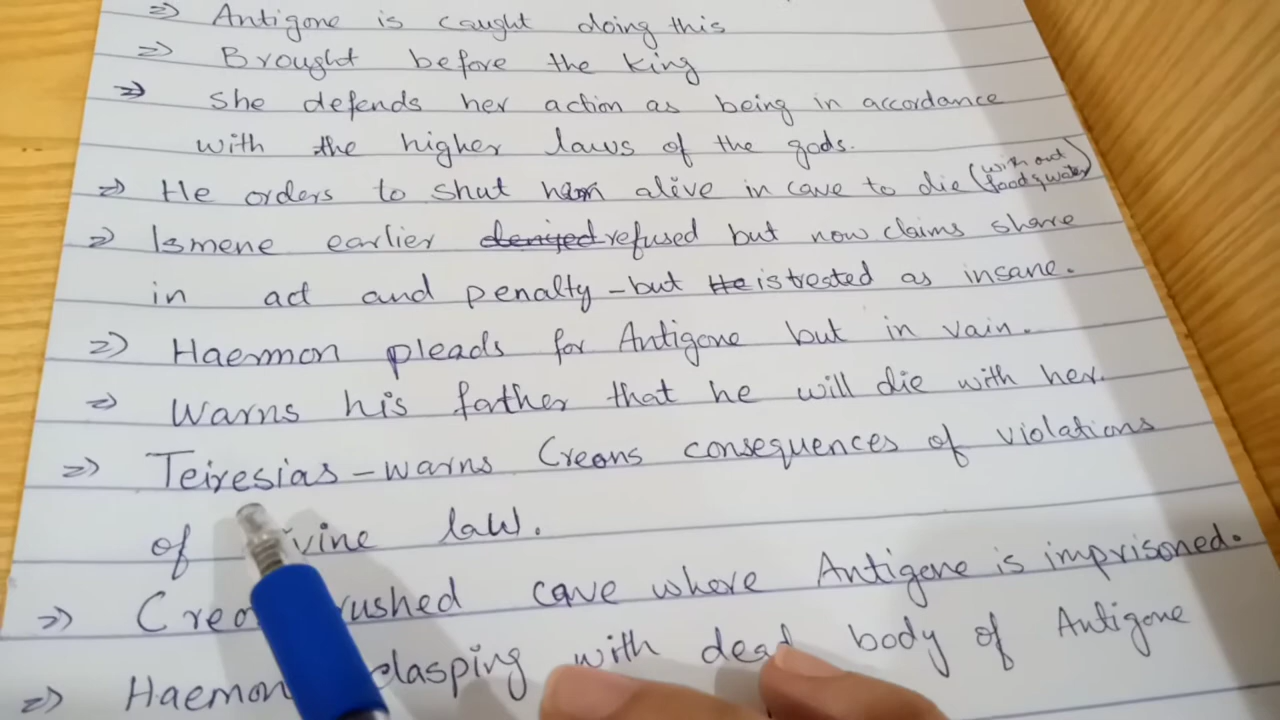 => Antigone is caught doing this
=> Brought before the King
=> She defends her action as being in accordance
with the higher laws of the gods.
=> He orders to shut alive in cave to die (without food & water)
=> Ismene earlier denied refused but now claims share
in act and penalty - but He is treated as insane.
=> Haemon pleads for Antigone but in vain.
=> Warns his father that he will die with her.
=> Teiresias - warns Creons consequences of violations
of law.
=> rushed cave where Antigone is imprisoned.
=> Haemon clasping with dead body of Antigone